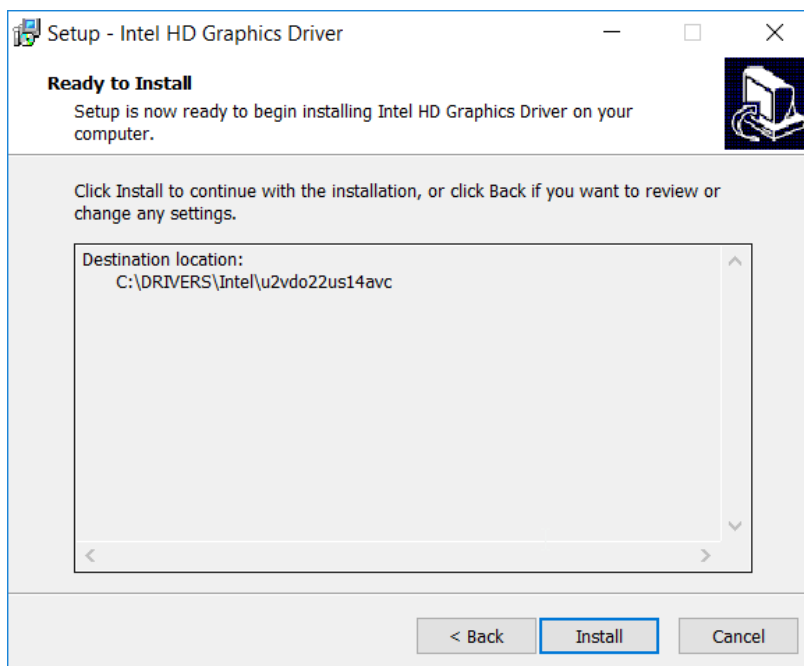 Setup - Intel HD Graphics Driver
Ready to Install
Setup is now ready to begin installing Intel HD Graphics Driver on your
computer.
Click Install to continue with the installation, or click Back if you want to review or
change any settings.
Destination location:
C:\DRIVERS\Intel\u2vdo22us14avc
< Back
Install
Cancel